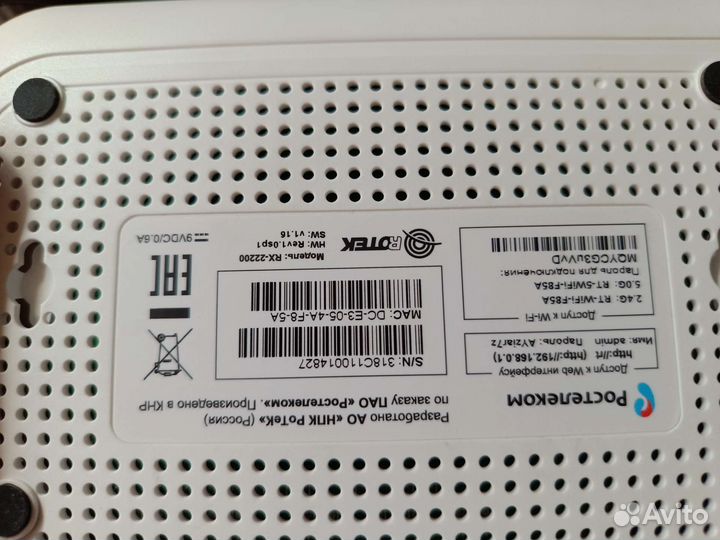 Ростелеком
Разработано АО «НПК РоТеК» (Россия)
по заказу ПАО «Ростелеком». Произведено в КНР
Доступ к Web интерфейсу
http://rt (http://192.168.0.1)
Имя: admin Пароль: AYziar7z
S/N: 318C110014827
MAC: DC-E3-05-4A-F8-5A
EAC
Доступ к Wi-Fi
2.4G: RT-WiFi-F85A
5.0G: RT-5WiFi-F85A
Пароль для подключения:
MQYCG3uVvD
ROTEK
Модель: RX-22200
HW: Rev1.0sp1
SW: v1.16
9VDC/0.6A
Avito